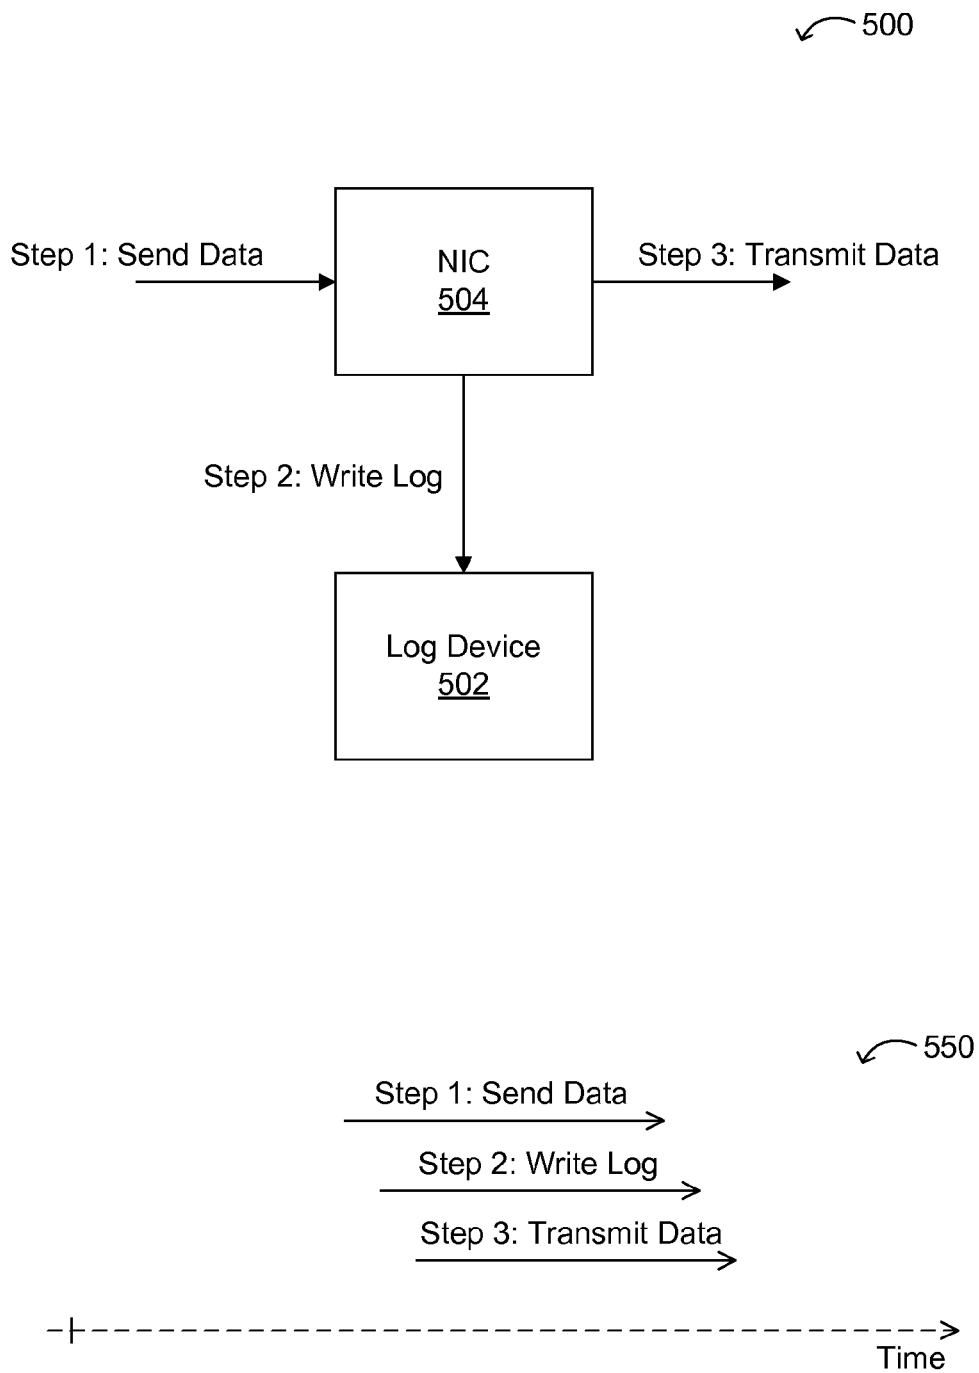 500
Step 1: Send Data
NIC
504
Step 3: Transmit Data
Step 2: Write Log
Log Device
502
550
Step 1: Send Data
Step 2: Write Log
Step 3: Transmit Data
Time